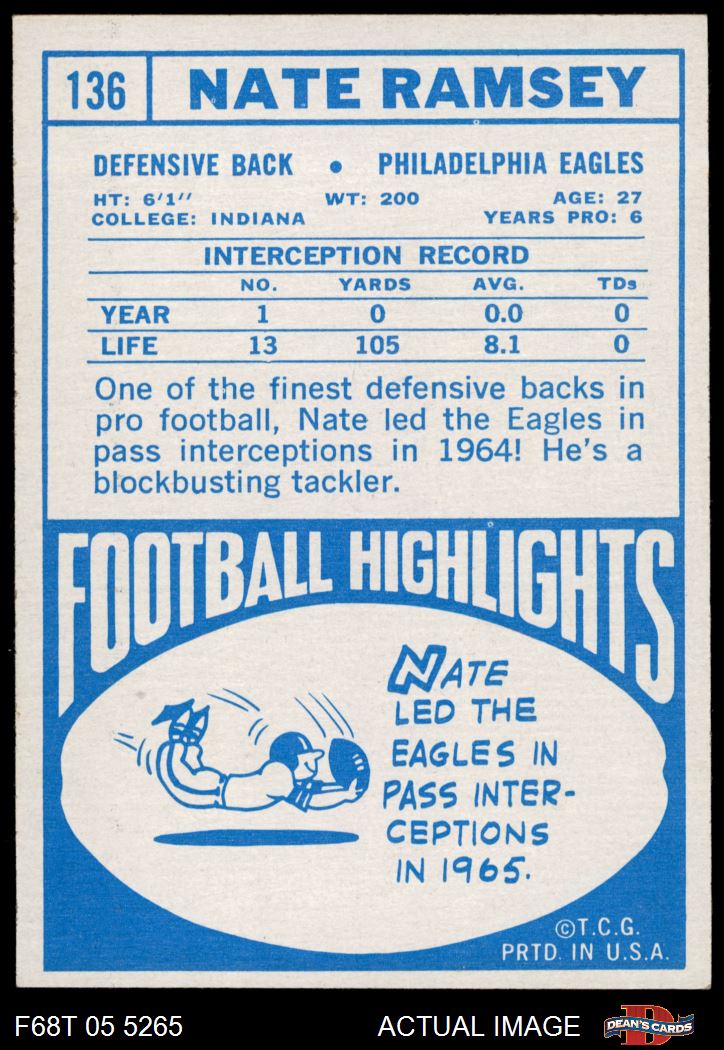 136 NATE RAMSEY
DEFENSIVE BACK • PHILADELPHIA EAGLES
HT: 6'1" WT: 200 AGE: 27
COLLEGE: INDIANA YEARS PRO: 6
INTERCEPTION RECORD
NO. YARDS AVG. TDs
YEAR 1 0 0.0 0
LIFE 13 105 8.1 0
One of the finest defensive backs in
pro football, Nate led the Eagles in
pass interceptions in 1964! He's a
blockbusting tackler.
FOOTBALL HIGHLIGHTS
NATE
LED THE
EAGLES IN
PASS INTER-
CEPTIONS
IN 1965.
©T.C.G.
PRTD. IN U.S.A.
F68T 05 5265 ACTUAL IMAGE DEAN'S CARDS